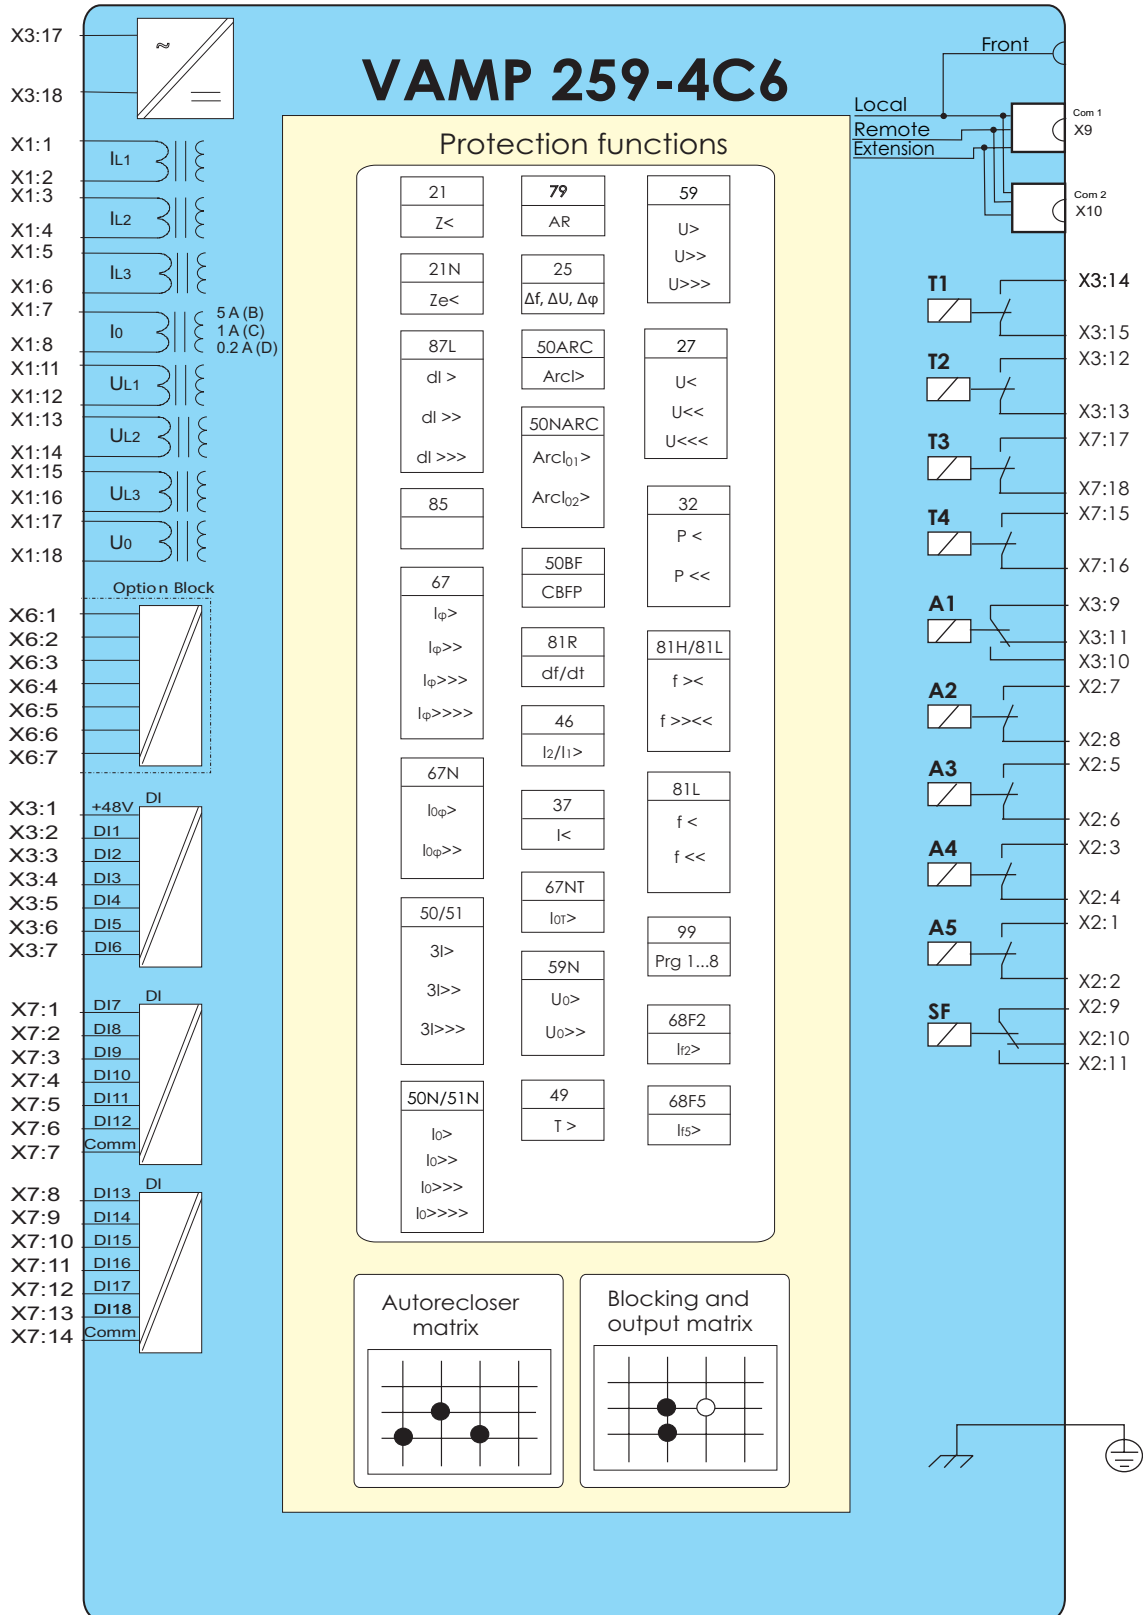 VAMP 259-4C6
X3:17
X3:18
~
X1:1
X1:2
X1:3
X1:4
X1:5
X1:6
X1:7
X1:8
X1:11
X1:12
X1:13
X1:14
X1:15
X1:16
X1:17
X1:18
IL1
IL2
IL3
I0
5 A (B)
1 A (C)
0.2 A (D)
UL1
UL2
UL3
U0
Option Block
X6:1
X6:2
X6:3
X6:4
X6:5
X6:6
X6:7
DI
X3:1 +48V
X3:2 DI1
X3:3 DI2
X3:4 DI3
X3:5 DI4
X3:6 DI5
X3:7 DI6
DI
X7:1 DI7
X7:2 DI8
X7:3 DI9
X7:4 DI10
X7:5 DI11
X7:6 DI12
X7:7 Comm
DI
X7:8 DI13
X7:9 DI14
X7:10 DI15
X7:11 DI16
X7:12 DI17
X7:13 DI18
X7:14 Comm
Protection functions
21
Z<
21N
Ze<
87L
dI >
dI >>
dI >>>
85
67
Iφ>
Iφ>>
Iφ>>>
Iφ>>>>
67N
I0φ>
I0φ>>
50/51
3I>
3I>>
3I>>>
50N/51N
I0>
I0>>
I0>>>
I0>>>>
79
AR
25
Δf, ΔU, Δφ
50ARC
ArcI>
50NARC
ArcI01>
ArcI02>
50BF
CBFP
81R
df/dt
46
I2/I1>
37
I<
67NT
I0T>
59N
U0>
U0>>
49
T >
59
U>
U>>
U>>>
27
U<
U<<
U<<<
32
P <
P <<
81H/81L
f ><
f >><<
81L
f <
f <<
99
Prg 1...8
68F2
If2>
68F5
If5>
Autorecloser
matrix
Blocking and
output matrix
Front
Local
Remote
Extension
Com 1
X9
Com 2
X10
T1
X3:14
X3:15
T2
X3:12
X3:13
T3
X7:17
X7:18
T4
X7:15
X7:16
A1
X3:9
X3:11
X3:10
A2
X2:7
X2:8
A3
X2:5
X2:6
A4
X2:3
X2:4
A5
X2:1
X2:2
SF
X2:9
X2:10
X2:11